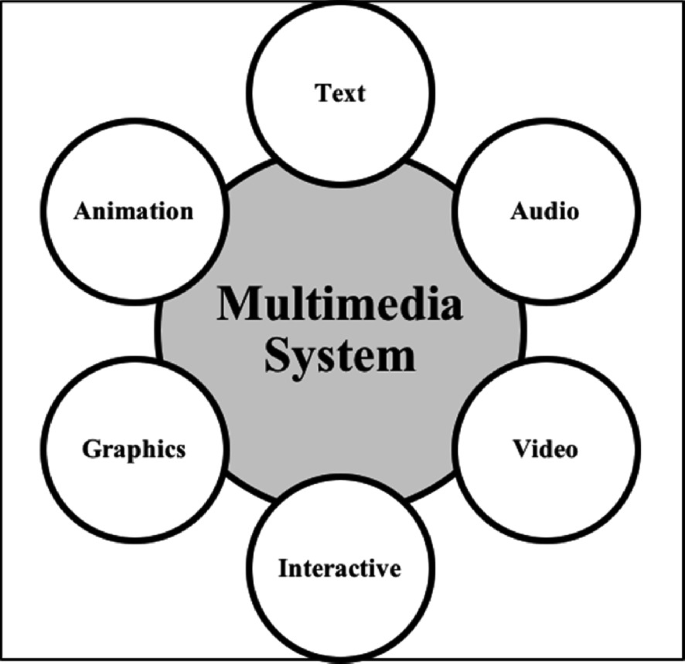 Text
Animation
Audio
Multimedia
System
Graphics
Video
Interactive